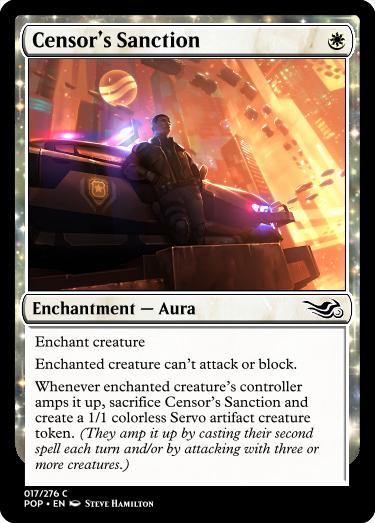 Censor's Sanction
Enchantment — Aura
Enchant creature
Enchanted creature can't attack or block.
Whenever enchanted creature's controller
amps it up, sacrifice Censor's Sanction and
create a 1/1 colorless Servo artifact creature
token. (They amp it up by casting their second
spell each turn and/or by attacking with three or
more creatures.)
017/276 C
POP • EN Steve Hamilton